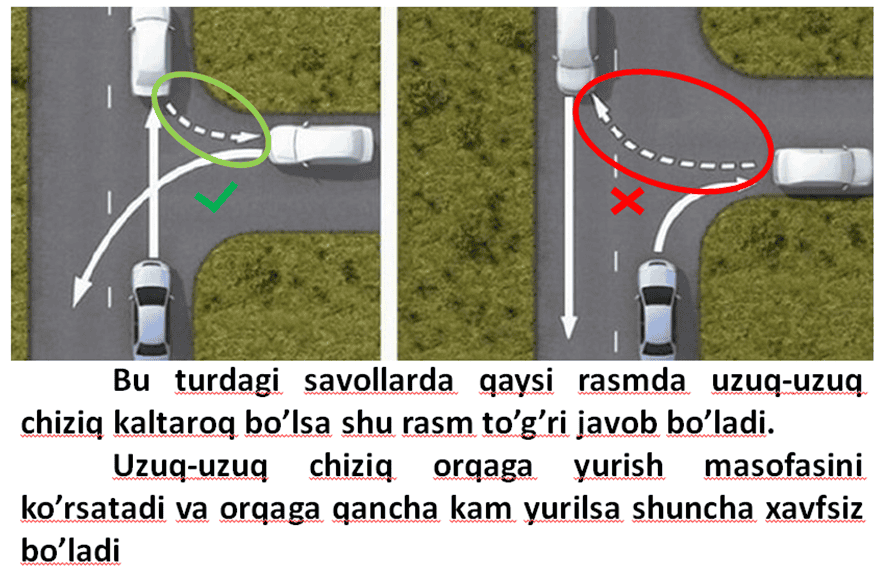 Bu turdagi savollarda qaysi rasmda uzuq-uzuq
chiziq kaltaroq bo’lsa shu rasm to’g’ri javob bo’ladi.
Uzuq-uzuq chiziq orqaga yurish masofasini
ko’rsatadi va orqaga qancha kam yurilsa shuncha xavfsiz
bo’ladi